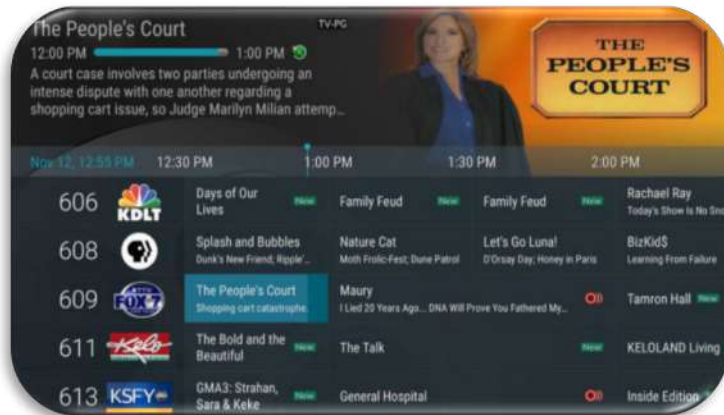 The People's Court
TV-PG
12:00 PM 1:00 PM
A court case involves two parties undergoing an
intense dispute with one another regarding a
shopping cart issue, so Judge Marilyn Milian attemp...
THE
PEOPLE'S
COURT
Nov 12, 12:55 PM 12:30 PM 1:00 PM 1:30 PM 2:00 PM
606 KDLT Days of Our Lives New Family Feud New Family Feud New Rachael Ray
Today's Show Is No Sno
608 Splash and Bubbles Nature Cat Let's Go Luna! BizKid$
Dunk's New Friend; Ripple'.. Moth Frolic-Fest; Dune Patrol D'Orsay Day; Honey in Paris Learning From Failure
609 KTTW FOX 7 The People's Court Maury Tamron Hall New
Shopping cart catastrophe. I Lied 20 Years Ago... DNA Will Prove You Fathered My...
611 Kelo The Bold and the Beautiful New The Talk New KELOLAND Living
613 KSFY GMA3: Strahan, Sara & Keke New General Hospital Inside Edition